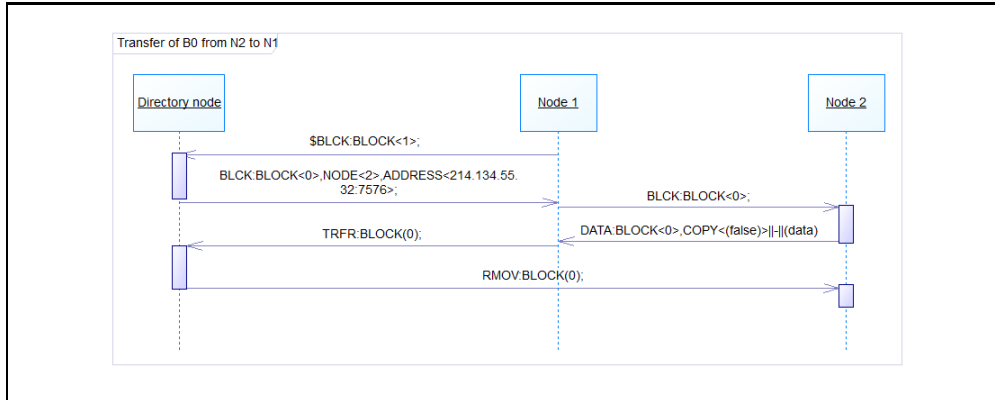 Transfer of B0 from N2 to N1
Directory node
Node 1
Node 2
$BLCK:BLOCK<1>;
BLCK:BLOCK<0>,NODE<2>,ADDRESS<214.134.55.
32:7576>;
BLCK:BLOCK<0>;
DATA:BLOCK<0>,COPY<(false)>||-||(data)
TRFR:BLOCK(0);
RMOV:BLOCK(0);